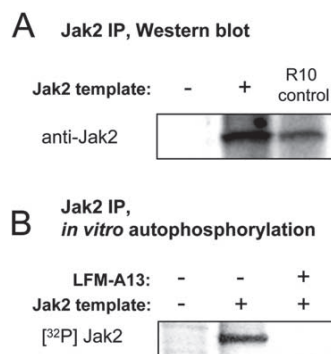 A Jak2 IP, Western blot
R10
Jak2 template: - + control
anti-Jak2
Jak2 IP,
B in vitro autophosphorylation
LFM-A13: - - +
Jak2 template: - + +
[³²P] Jak2